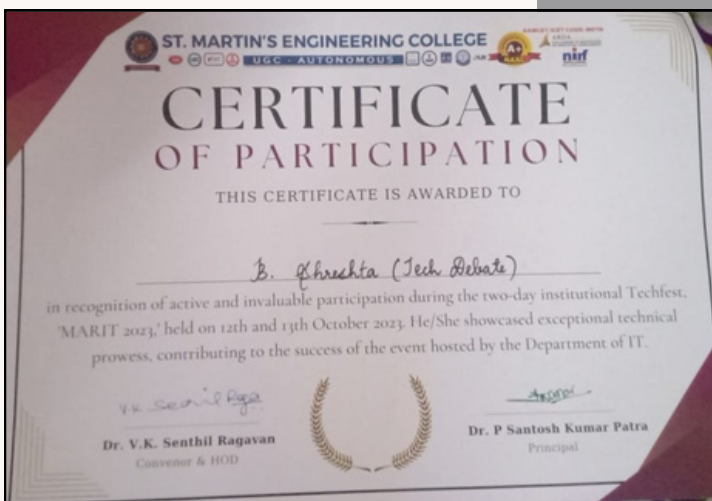 ST. MARTIN'S ENGINEERING COLLEGE
UGC - AUTONOMOUS
A+
NAAC
nirf
CERTIFICATE
OF PARTICIPATION
THIS CERTIFICATE IS AWARDED TO
B. (Tech Debate)
in recognition of active and invaluable participation during the two-day institutional Techfest,
'MARIT 2023,' held on 12th and 13th October 2023. He/She showcased exceptional technical
prowess, contributing to the success of the event hosted by the Department of IT.
Dr. V.K. Senthil Ragavan
Convenor & HOD
Dr. P Santosh Kumar Patra
Principal